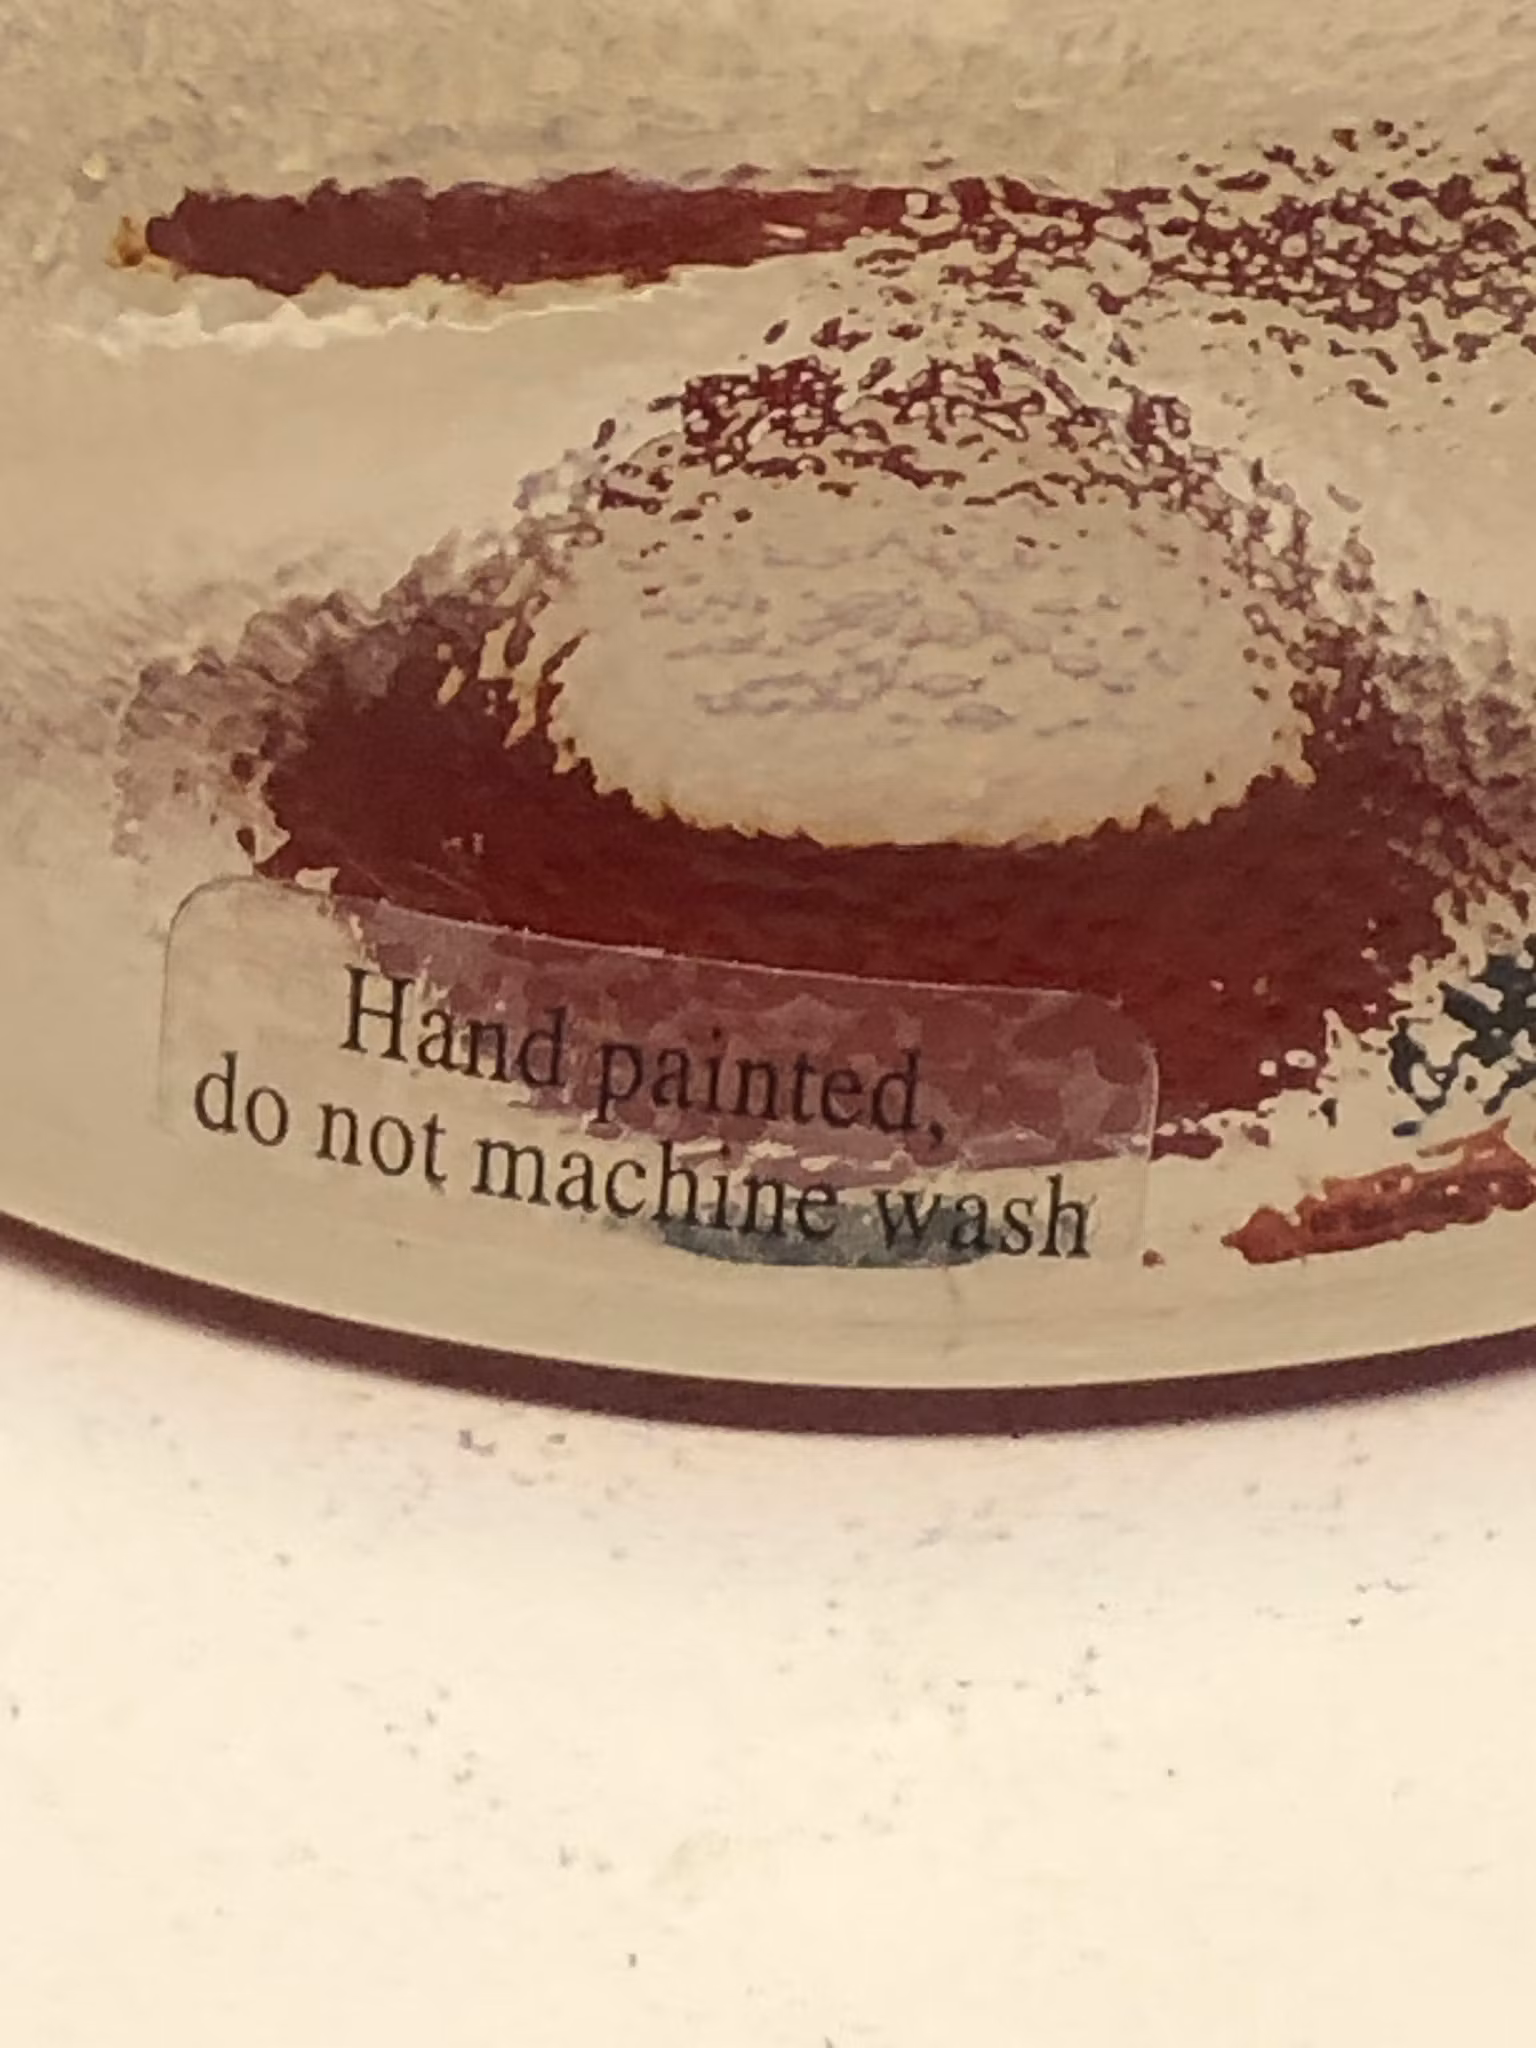 Hand painted,
do not machine wash